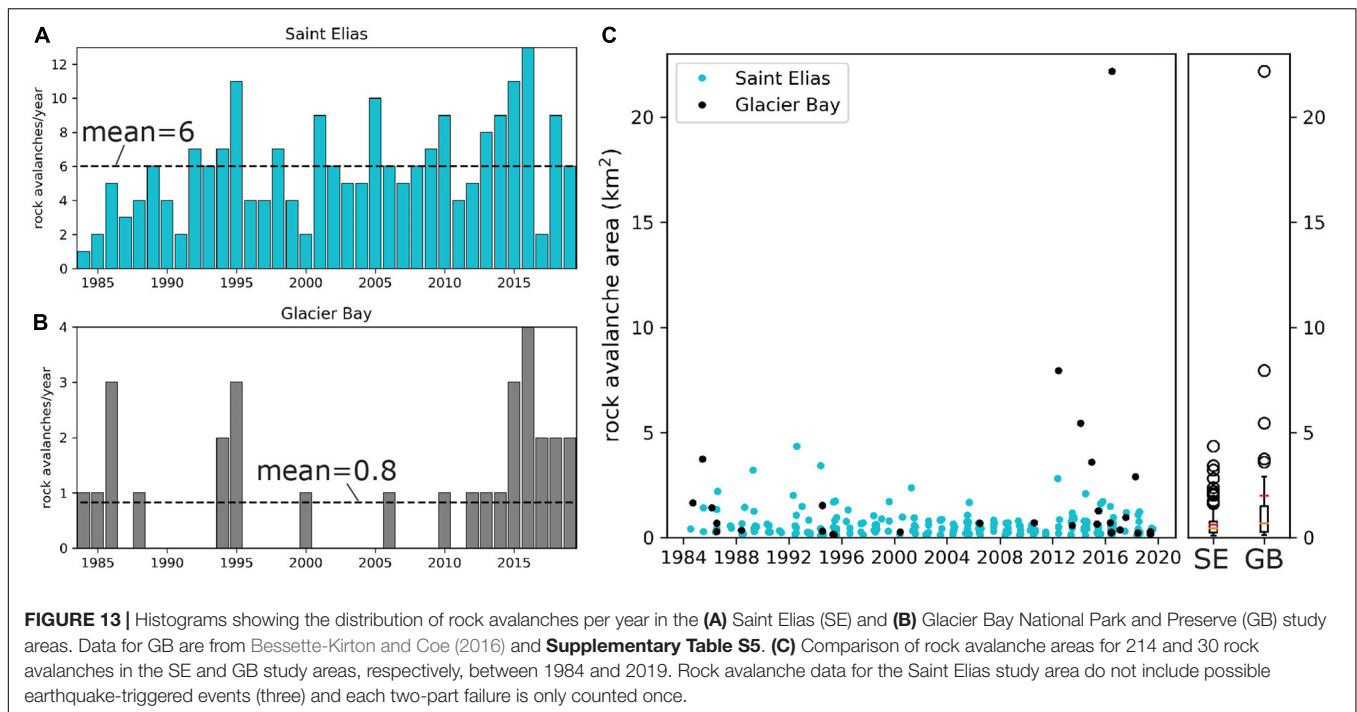 A
Saint Elias
rock avalanches/year
12
10
8
6
4
2
0
mean=6
1985 1990 1995 2000 2005 2010 2015
B
Glacier Bay
rock avalanches/year
4
3
2
1
0
mean=0.8
1985 1990 1995 2000 2005 2010 2015
C
Saint Elias
Glacier Bay
rock avalanche area (km²)
20
15
10
5
0
1984 1988 1992 1996 2000 2004 2008 2012 2016 2020
20
15
10
5
0
SE GB
FIGURE 13 | Histograms showing the distribution of rock avalanches per year in the (A) Saint Elias (SE) and (B) Glacier Bay National Park and Preserve (GB) study
areas. Data for GB are from Bessette-Kirton and Coe (2016) and Supplementary Table S5. (C) Comparison of rock avalanche areas for 214 and 30 rock
avalanches in the SE and GB study areas, respectively, between 1984 and 2019. Rock avalanche data for the Saint Elias study area do not include possible
earthquake-triggered events (three) and each two-part failure is only counted once.